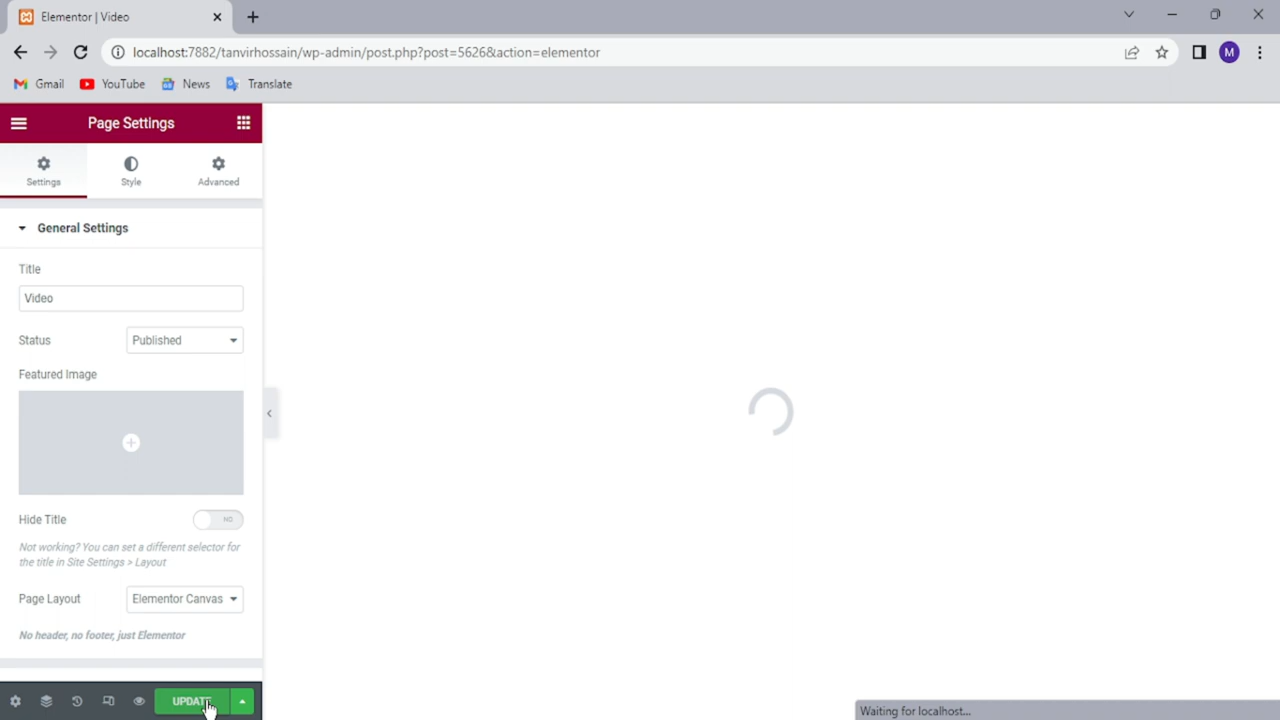 Elementor | Video
localhost:7882/tanvirhossain/wp-admin/post.php?post=5626&action=elementor
M
Gmail YouTube News Translate
Page Settings
Settings Style Advanced
General Settings
Title
Video
Status Published
Featured Image
Hide Title NO
Not working? You can set a different selector for
the title in Site Settings > Layout
Page Layout Elementor Canvas
No header, no footer, just Elementor
UPDATE
Waiting for localhost...